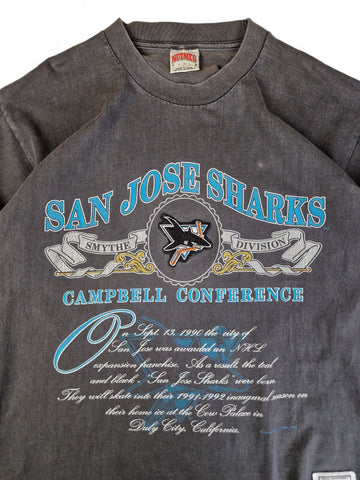 NUTMEG
SAN JOSE SHARKS
SMYTHE DIVISION
CAMPBELL CONFERENCE
On Sept. 13, 1990 the city of
San Jose was awarded an NHL
expansion franchise. As a result, the teal
and black - San Jose Sharks were born.
They will skate into their 1991-1992 inaugural season on
their home ice at the Cow Palace in
Daly City, California.